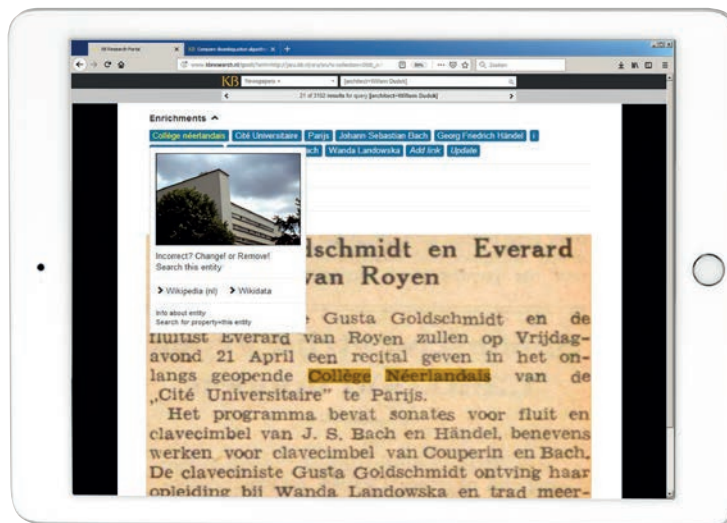 KB Research Portal
KB Newspapers
[architect=Willem Dudok]
21 of 3102 results for query [architect=Willem Dudok]
Enrichments
Collège néerlandais Cité Universitaire Parijs Johann Sebastian Bach Georg Friedrich Händel
Wanda Landowska Add link Update
Incorrect? Change! or Remove!
Search this entity
Wikipedia (nl) Wikidata
Info about entity
Search for property=this entity
ldschmidt en Everard
van Royen
Gusta Goldschmidt en de
fluitist Everard van Royen zullen op Vrijdag-
avond 21 April een recital geven in het on-
langs geopende Collège Néerlandais van de
„Cité Universitaire” te Parijs.
Het programma bevat sonates voor fluit en
clavecimbel van J. S. Bach en Händel, benevens
werken voor clavecimbel van Couperin en Bach.
De claveciniste Gusta Goldschmidt ontving haar
opleiding bij Wanda Landowska en trad meer-